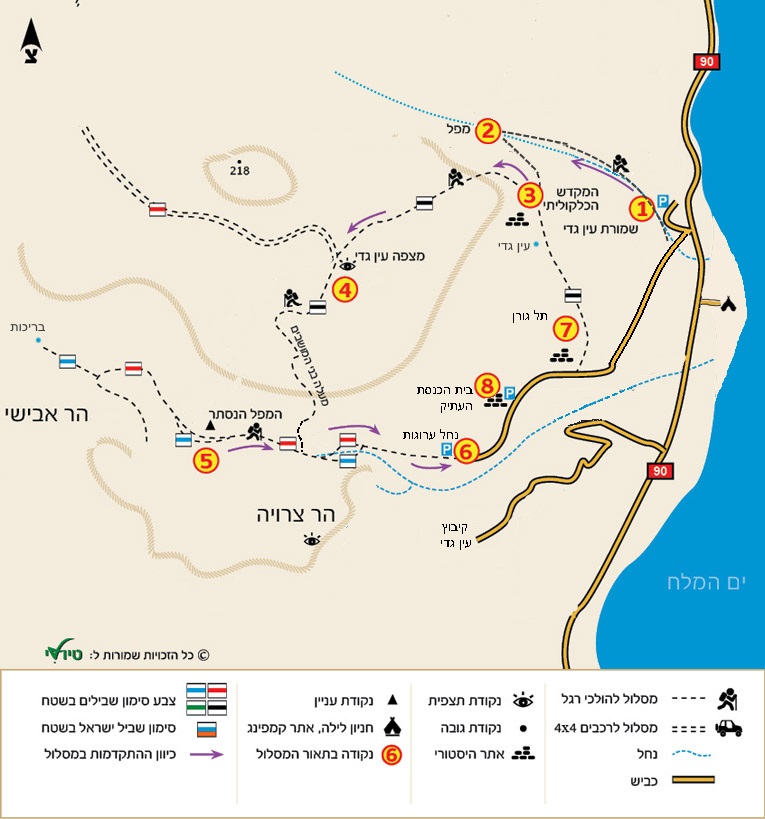 צ
90
מפל
2
218
3
המקדש
הכלקוליתי
P
1
שמורת עין גדי
עין גדי
מצפה עין גדי
4
תל גורן
7
בריכות
מעלה בני המושבים
8
P
בית הכנסת
העתיק
הר אבישי
המפל הנסתר
נחל ערוגות
P
6
5
90
הר צרויה
קיבוץ
עין גדי
ים המלח
© כל הזכויות שמורות ל: טיולי
מסלול להולכי רגל
מסלול לרכבים 4x4
נחל
כביש
נקודת תצפית
נקודת גובה
אתר היסטורי
נקודת עניין
חניון לילה, אתר קמפינג
נקודה בתאור המסלול
6
צבע סימון שבילים בשטח
סימון שביל ישראל בשטח
כיוון ההתקדמות במסלול